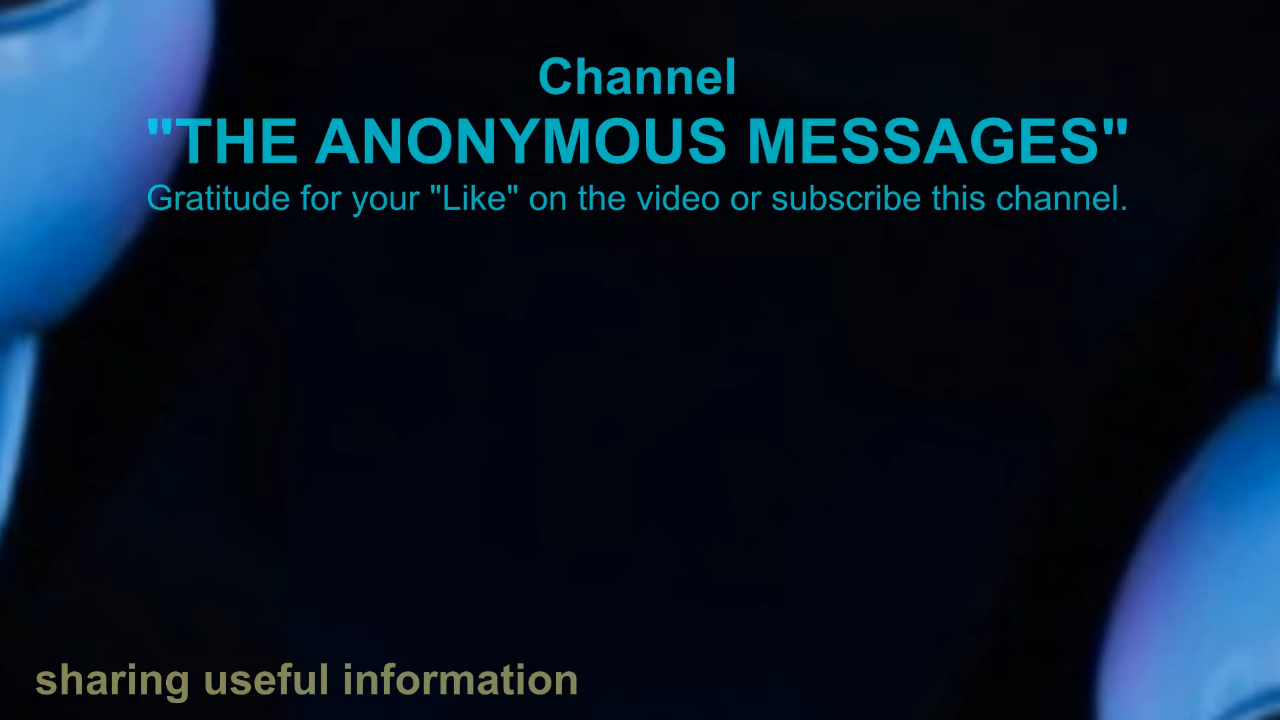 Channel
"THE ANONYMOUS MESSAGES"
Gratitude for your "Like" on the video or subscribe this channel.
sharing useful information